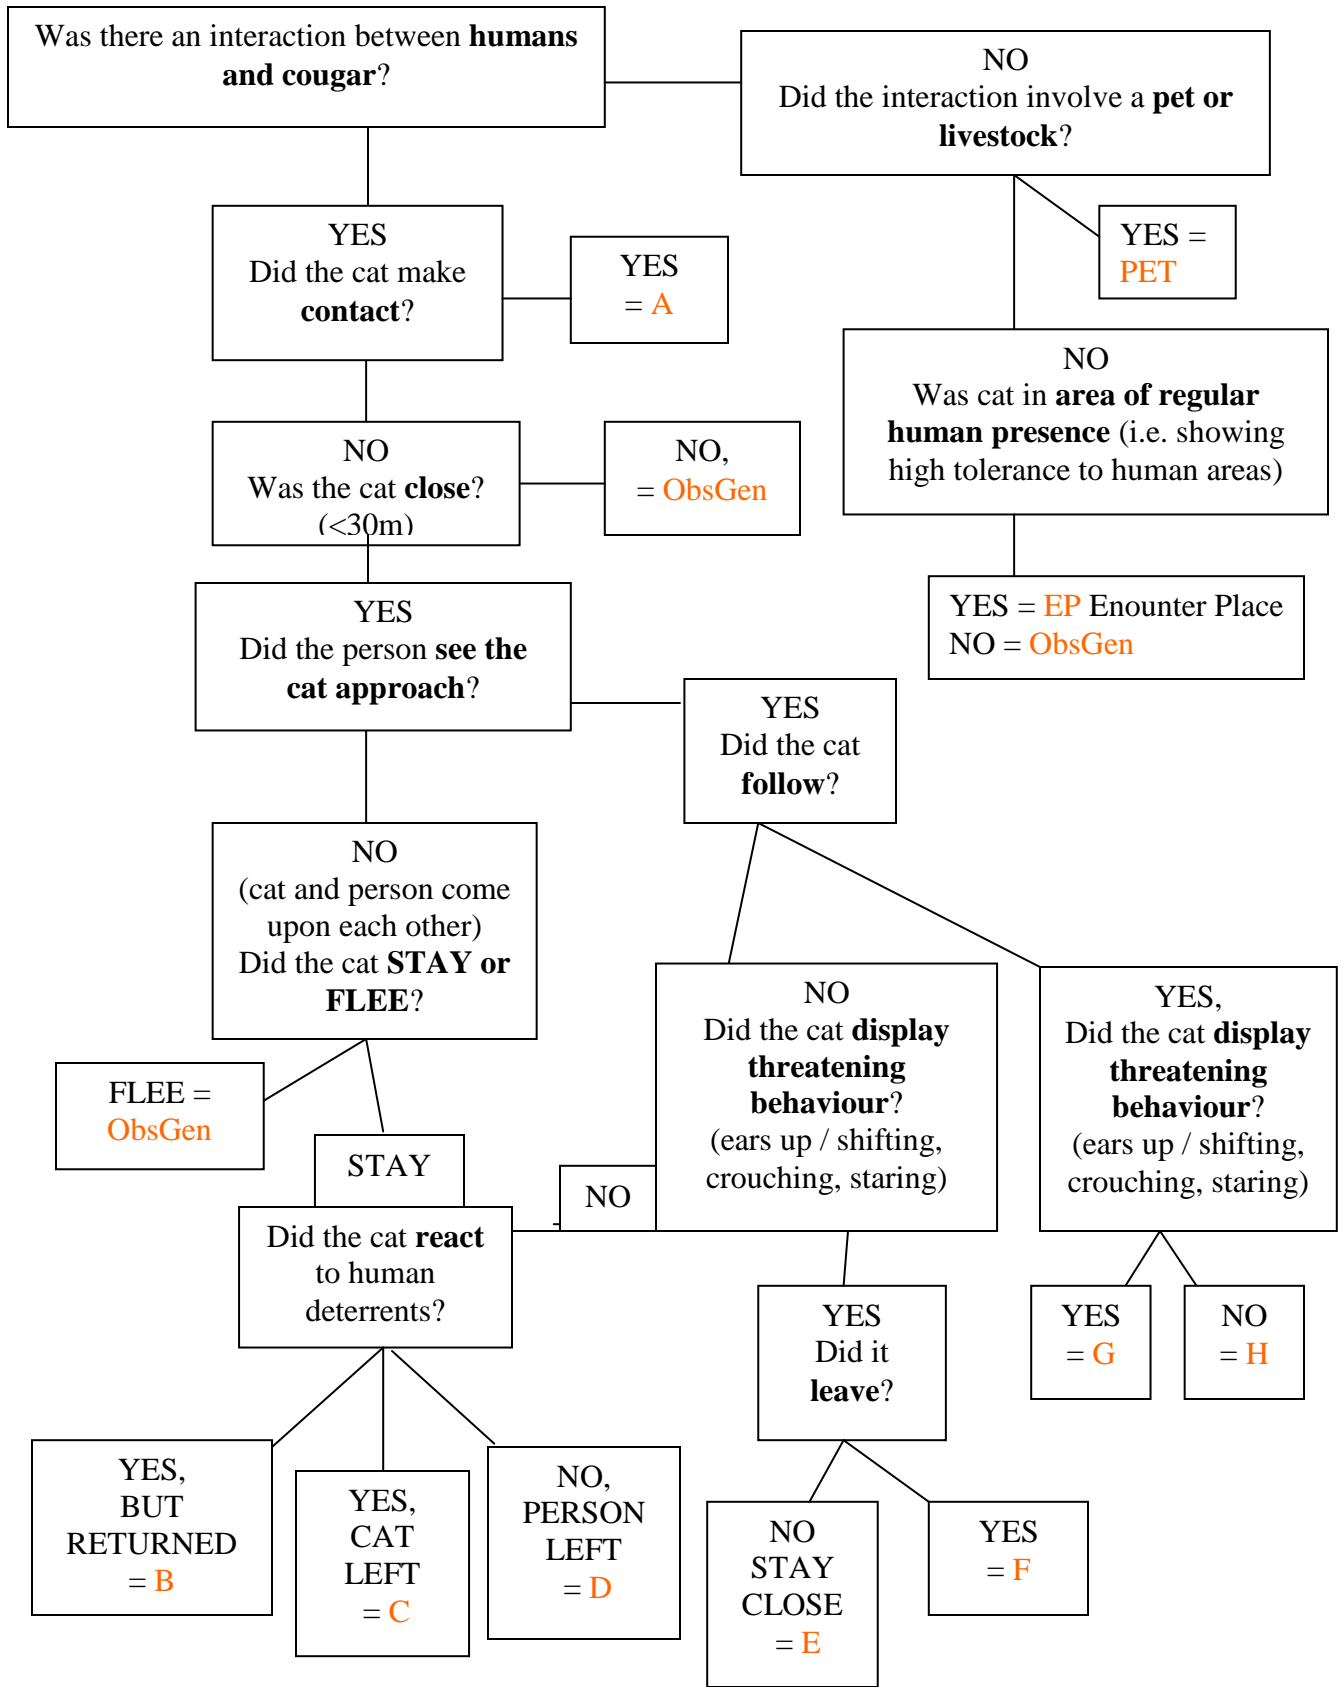 Was there an interaction between humans
and cougar?
NO
Did the interaction involve a pet or
livestock?
YES
Did the cat make
contact?
YES
= A
YES =
PET
NO
Was cat in area of regular
human presence (i.e. showing
high tolerance to human areas)
NO
Was the cat close?
(<30m)
NO,
= ObsGen
YES = EP Enounter Place
NO = ObsGen
YES
Did the person see the
cat approach?
YES
Did the cat
follow?
NO
(cat and person come
upon each other)
Did the cat STAY or
FLEE?
NO
Did the cat display
threatening
behaviour?
(ears up / shifting,
crouching, staring)
YES,
Did the cat display
threatening
behaviour?
(ears up / shifting,
crouching, staring)
FLEE =
ObsGen
STAY
NO
Did the cat react
to human
deterrents?
YES
Did it
leave?
YES
= G
NO
= H
YES,
BUT
RETURNED
= B
YES,
CAT
LEFT
= C
NO,
PERSON
LEFT
= D
NO
STAY
CLOSE
= E
YES
= F